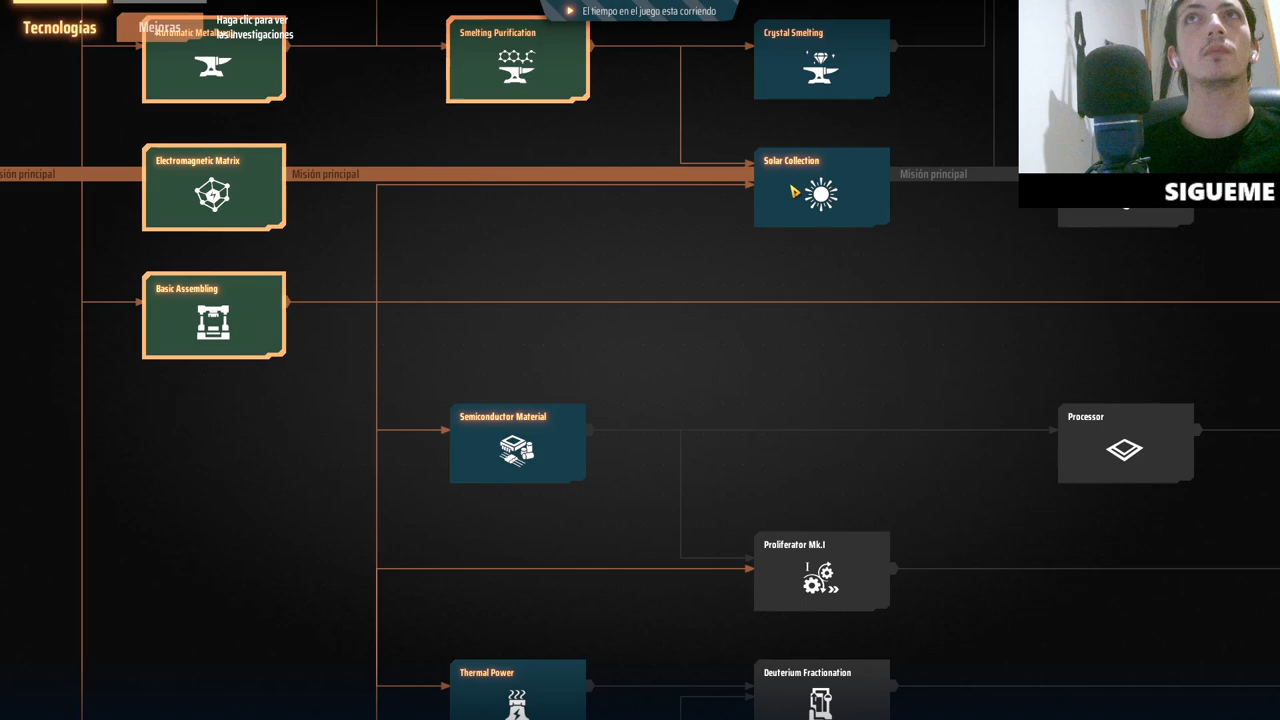 El tiempo en el juego esta corriendo
Tecnologías
Mejoras
Haga clic para ver
las investigaciones
Smelting Purification
Crystal Smelting
Electromagnetic Matrix
Solar Collection
Misión principal
Misión principal
SIGUEME
Basic Assembling
Semiconductor Material
Processor
Proliferator Mk.I
I
Thermal Power
Deuterium Fractionation